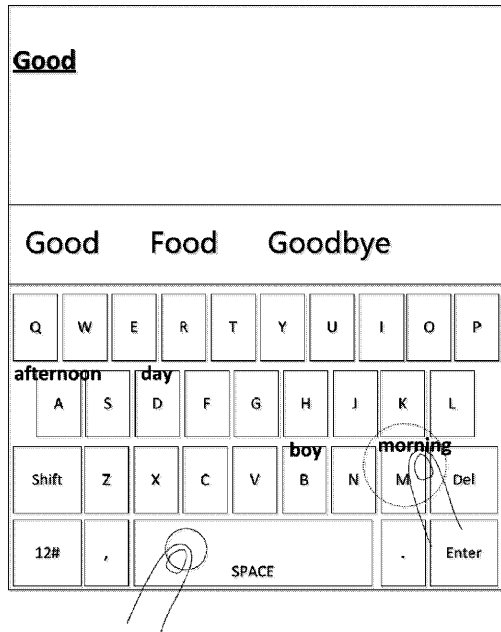 Good
Good Food Goodbye
Q W E R T Y U I O P
afternoon day
A S D F G H J K L
boy morning
Shift Z X C V B N M Del
12# , SPACE . Enter